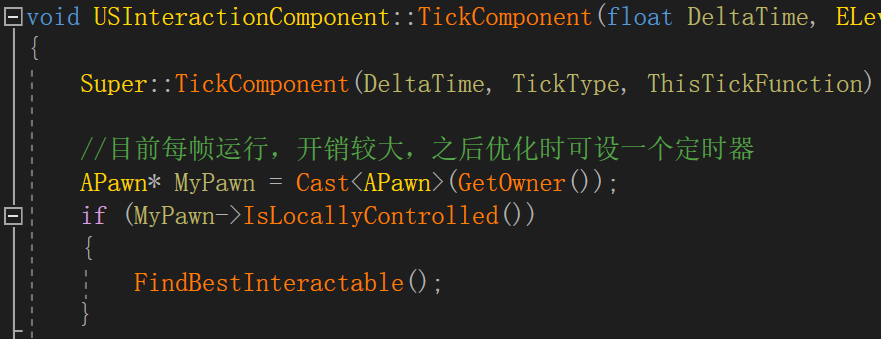 void USInteractionComponent::TickComponent(float DeltaTime, ELev
{
Super::TickComponent(DeltaTime, TickType, ThisTickFunction)
//目前每帧运行，开销较大，之后优化时可设一个定时器
APawn* MyPawn = Cast<APawn>(GetOwner());
if (MyPawn->IsLocallyControlled())
{
FindBestInteractable();
}